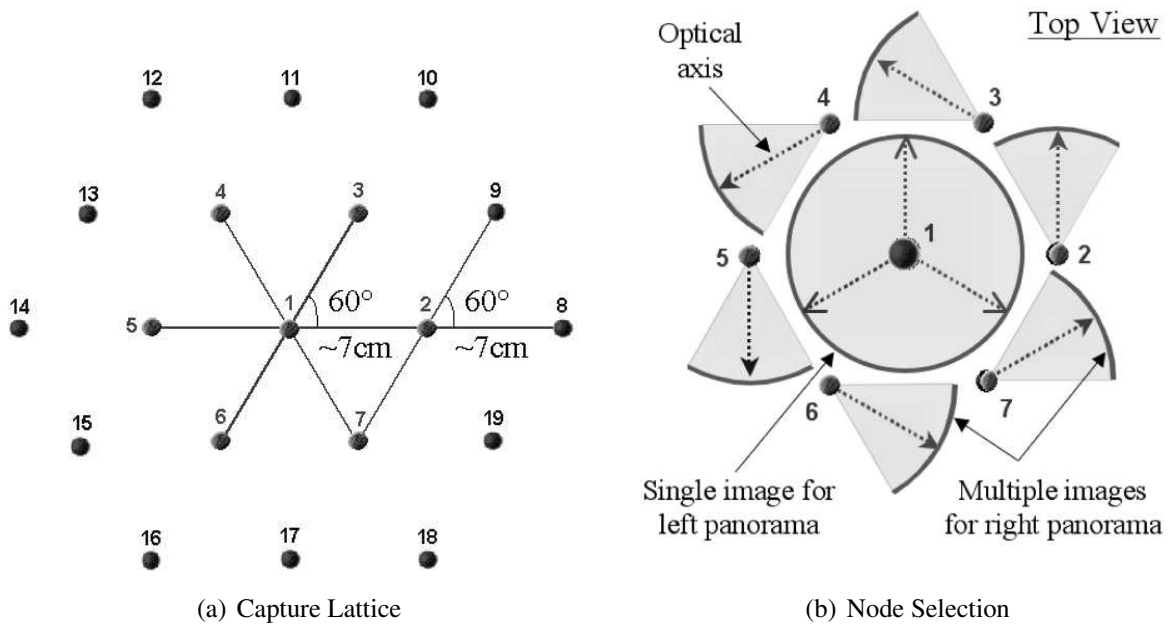 12 11 10
13 4 3 9
14 5 1 60° 2 60° 8
~7cm ~7cm
15 6 7 19
16 17 18
(a) Capture Lattice
Top View
Optical
axis
4 3
1
5 2
6 7
Single image for
left panorama
Multiple images
for right panorama
(b) Node Selection